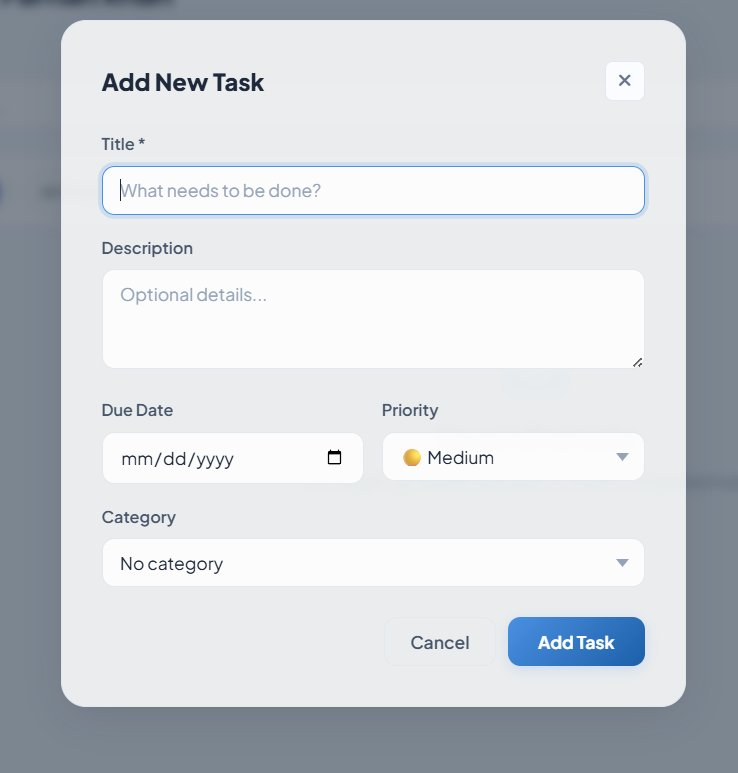 Add New Task
Title *
What needs to be done?
Description
Optional details...
Due Date
Priority
mm/dd/yyyy
Medium
Category
No category
Cancel
Add Task